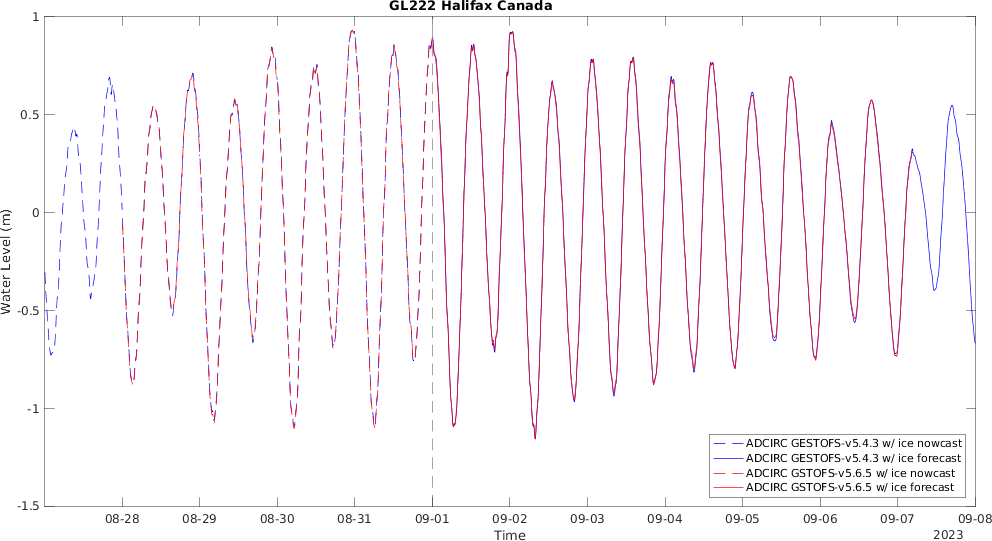 GL222 Halifax Canada
1
0.5
0
-0.5
-1
-1.5
Water Level (m)
08-28 08-29 08-30 08-31 09-01 09-02 09-03 09-04 09-05 09-06 09-07 09-08
Time
2023
ADCIRC GESTOFS-v5.4.3 w/ ice nowcast
ADCIRC GESTOFS-v5.4.3 w/ ice forecast
ADCIRC GSTOFS-v5.6.5 w/ ice nowcast
ADCIRC GSTOFS-v5.6.5 w/ ice forecast